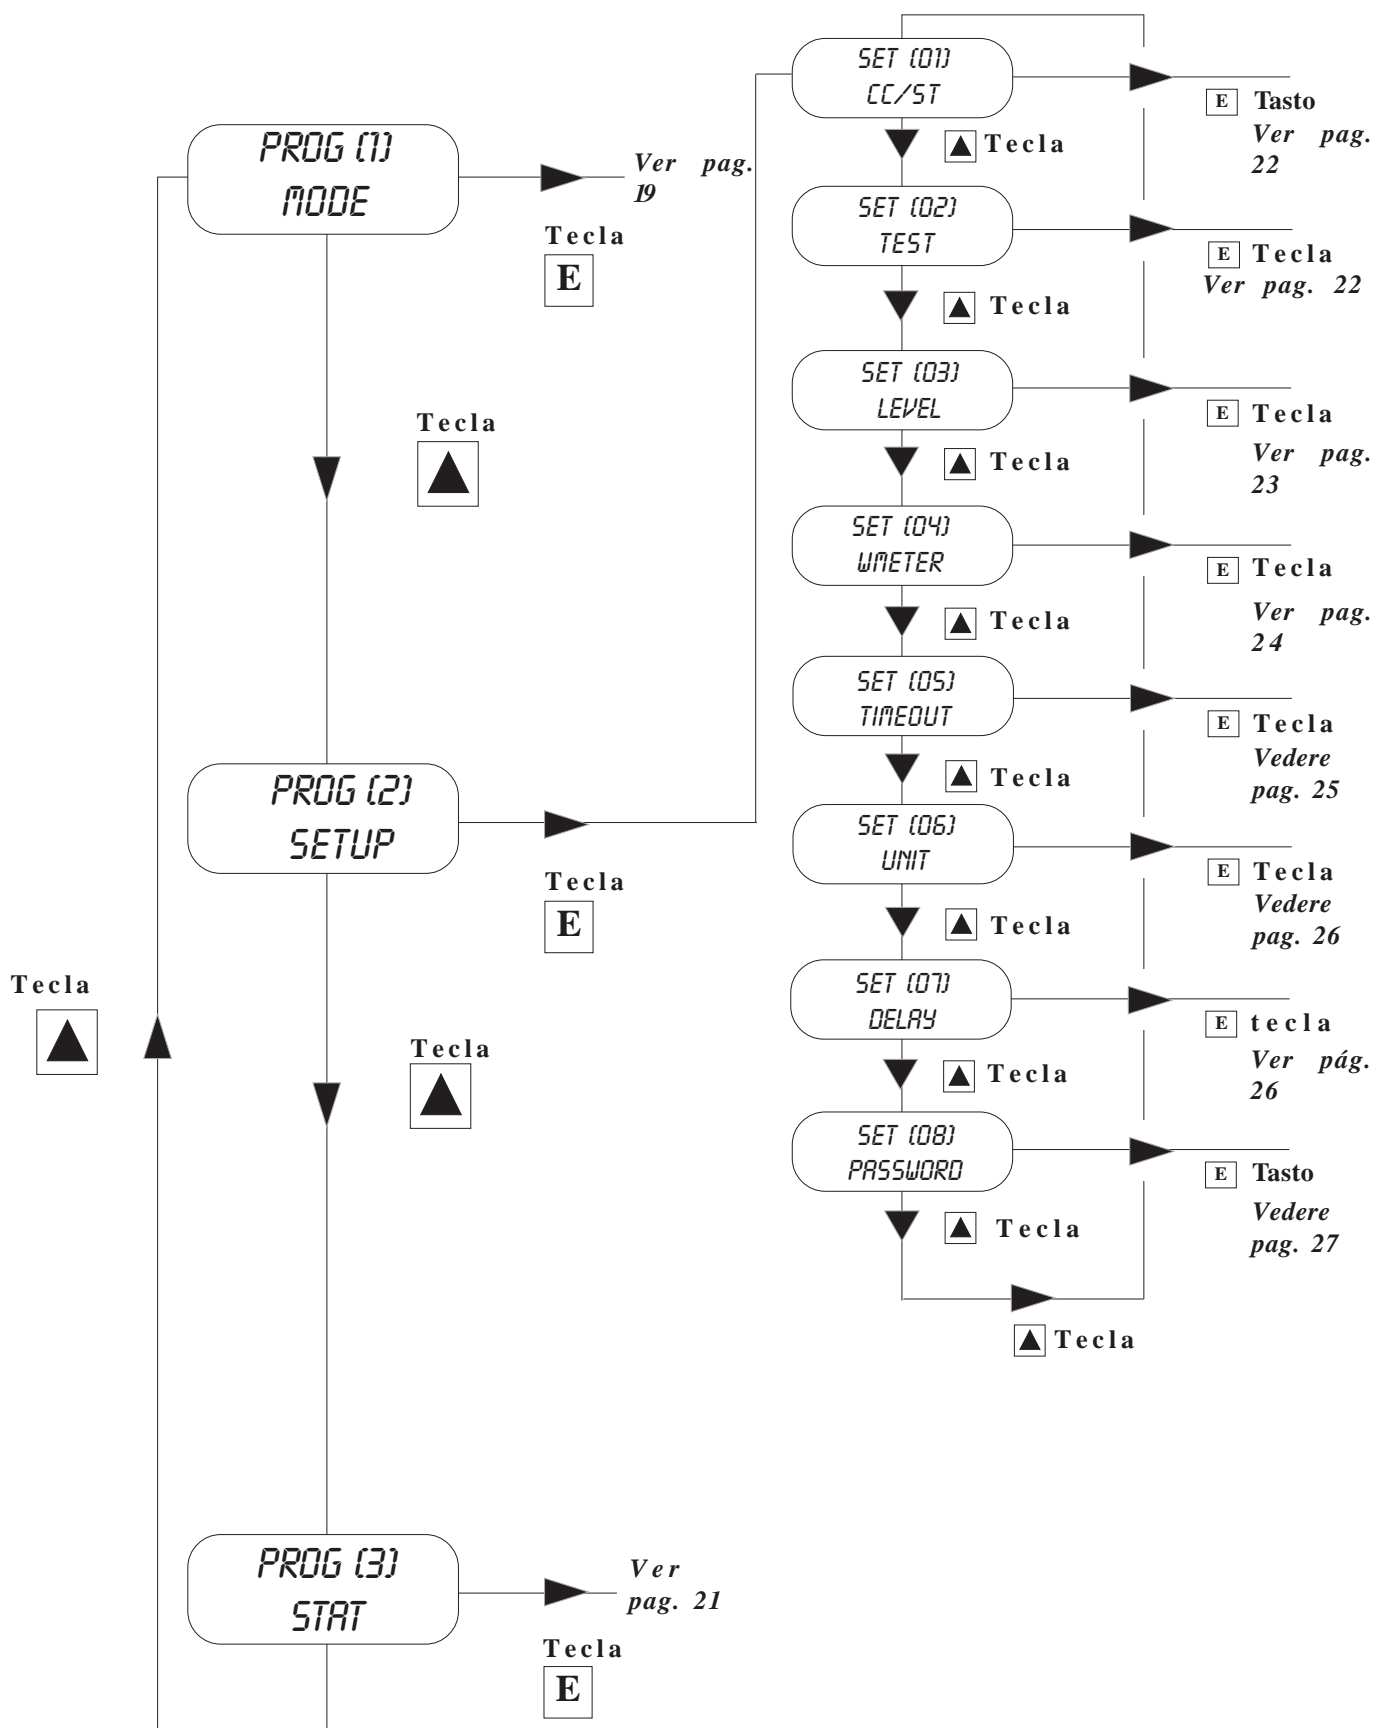 PROG (1)
MODE
Ver pag.
19
Tecla
E
Tecla
PROG (2)
SETUP
Tecla
E
Tecla
Tecla
PROG (3)
STAT
Ver
pag. 21
Tecla
E
SET (01)
CC/ST
E Tasto
Ver pag.
22
Tecla
SET (02)
TEST
E Tecla
Ver pag. 22
Tecla
SET (03)
LEVEL
E Tecla
Ver pag.
23
Tecla
SET (04)
WMETER
E Tecla
Ver pag.
24
Tecla
SET (05)
TIMEOUT
E Tecla
Vedere
pag. 25
Tecla
SET (06)
UNIT
E Tecla
Vedere
pag. 26
Tecla
SET (07)
DELAY
E tecla
Ver pág.
26
Tecla
SET (08)
PASSWORD
E Tasto
Vedere
pag. 27
Tecla
Tecla